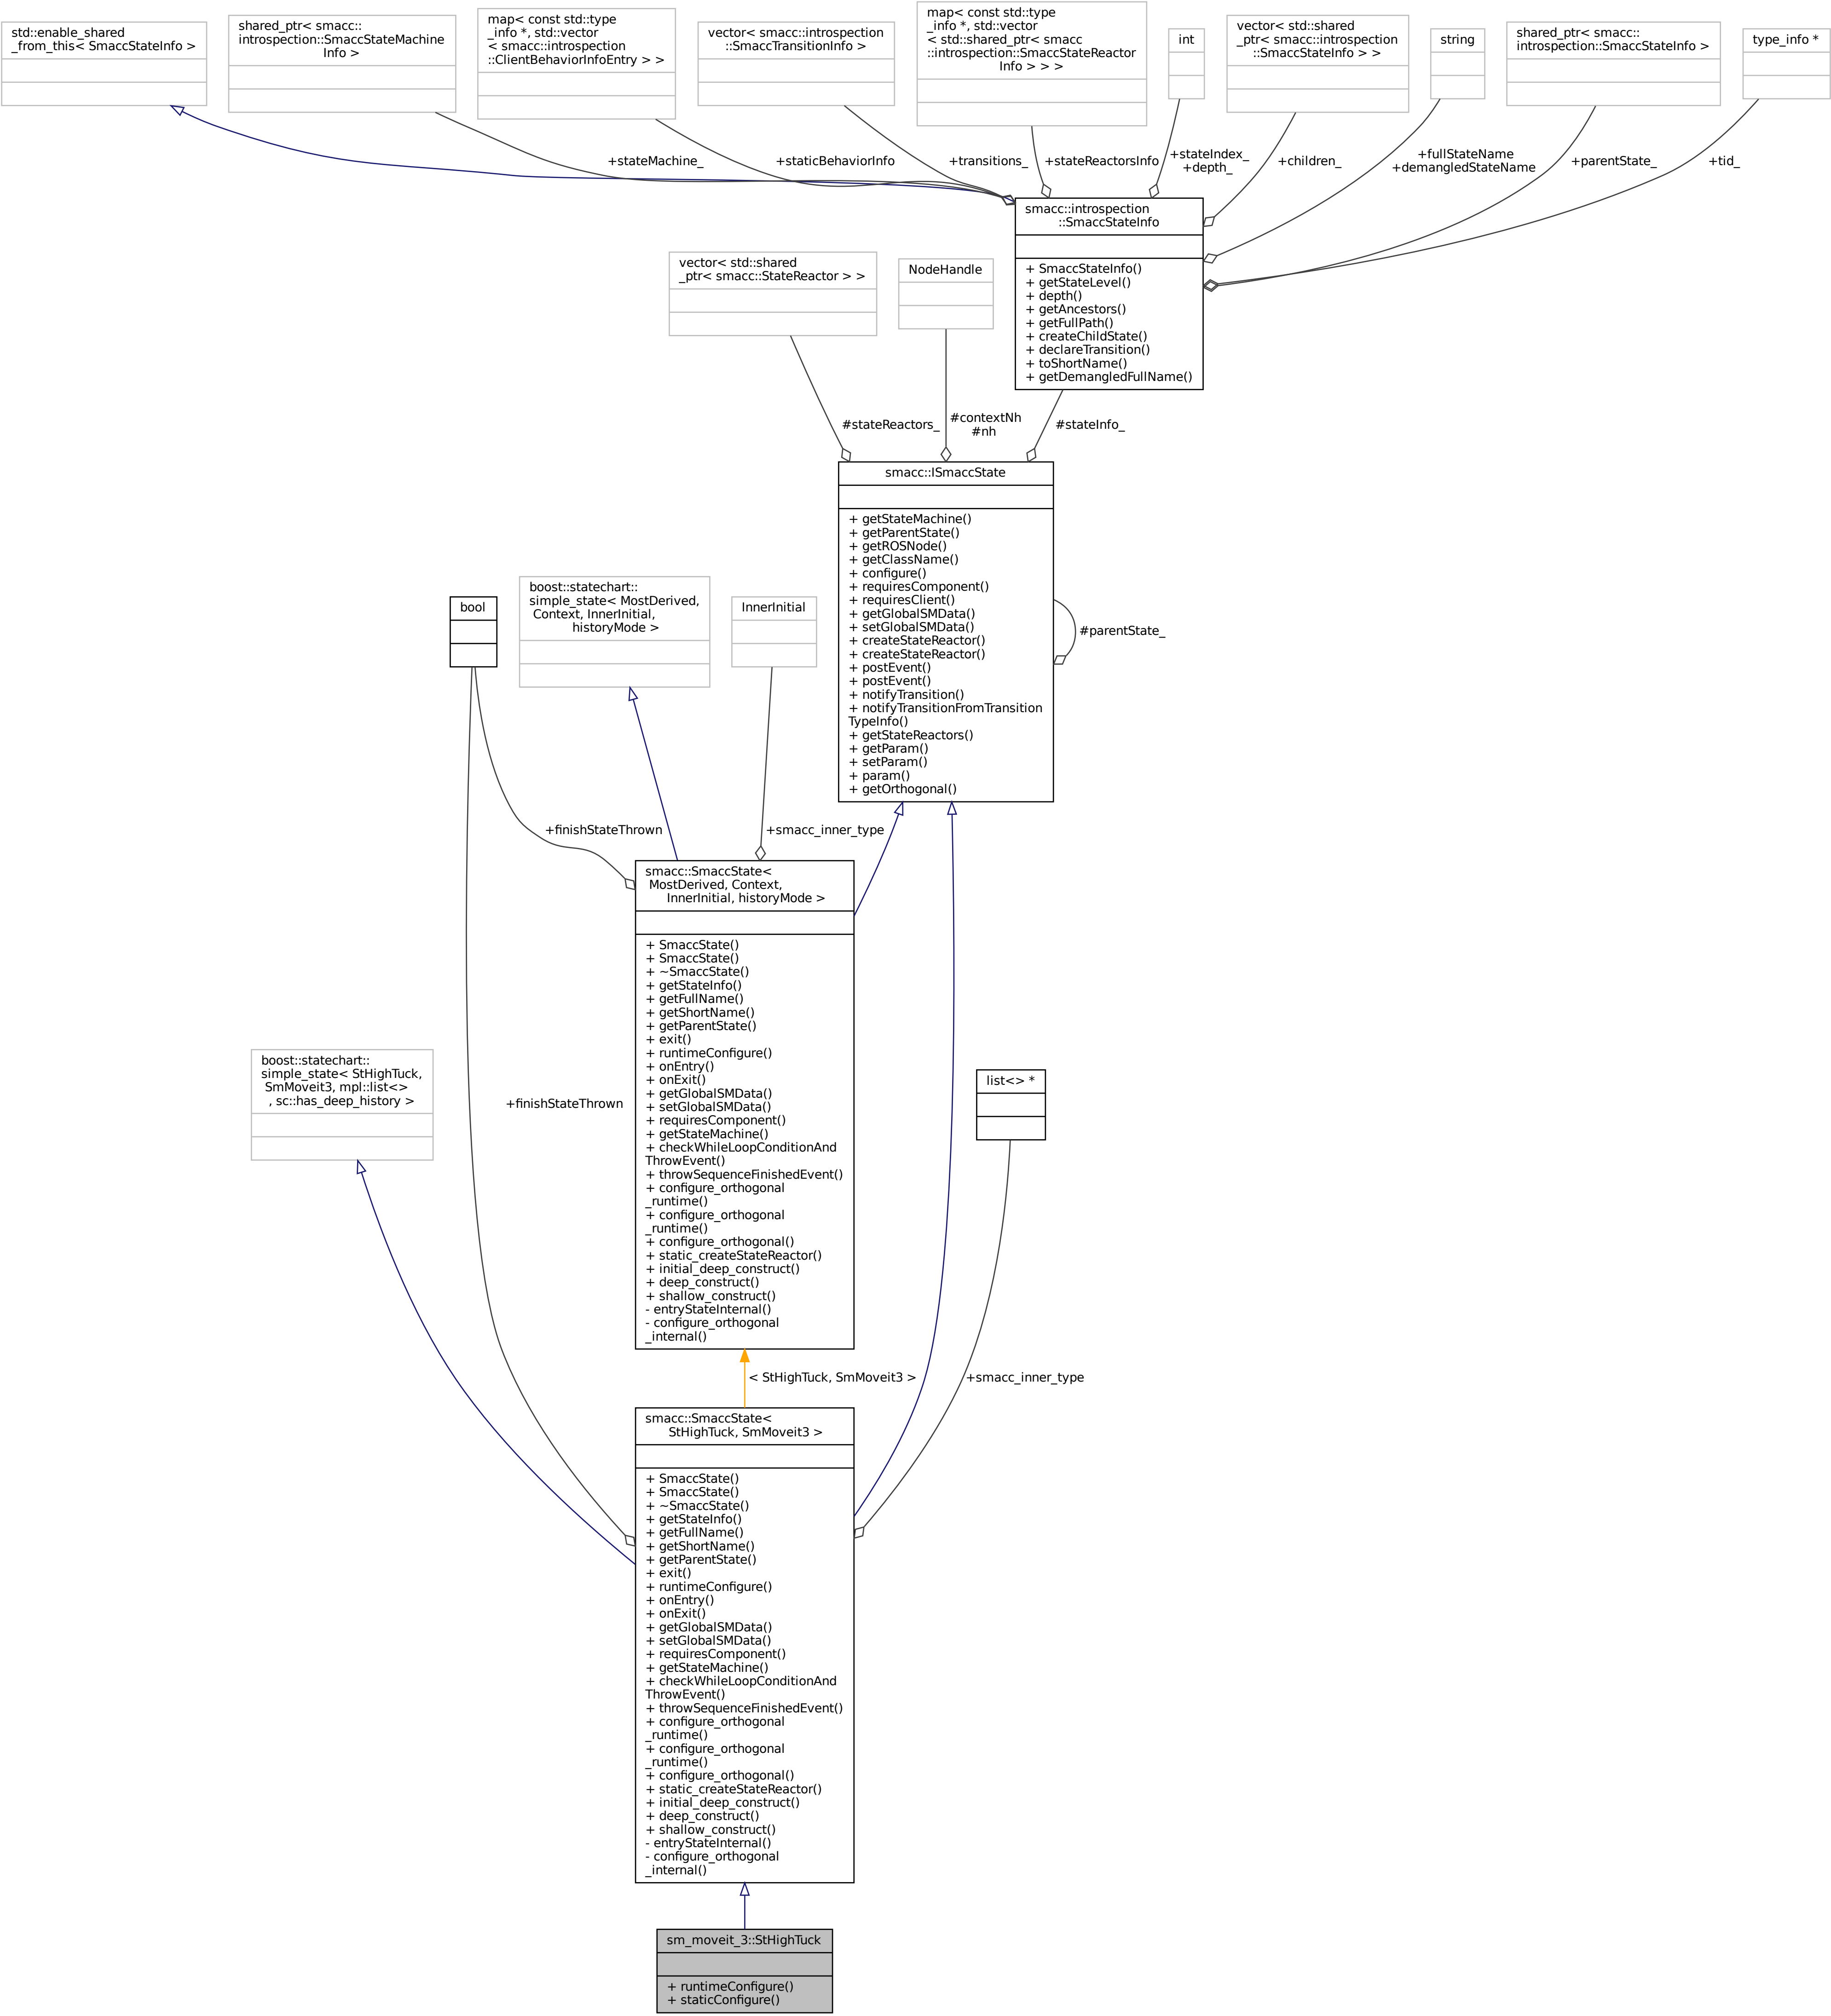 std::enable_shared
_from_this< SmaccStateInfo >
shared_ptr< smacc::
introspection::SmaccStateMachine
Info >
map< const std::type
_info *, std::vector
< smacc::introspection
::ClientBehaviorInfoEntry > >
vector< smacc::introspection
::SmaccTransitionInfo >
map< const std::type
_info *, std::vector
< std::shared_ptr< smacc
::introspection::SmaccStateReactor
Info > > >
int
vector< std::shared
_ptr< smacc::introspection
::SmaccStateInfo > >
string
shared_ptr< smacc::
introspection::SmaccStateInfo >
type_info *
+stateMachine_
+staticBehaviorInfo
+transitions_
+stateReactorsInfo
+stateIndex_
+depth_
+children_
+fullStateName
+demangledStateName
+parentState_
+tid_
smacc::introspection
::SmaccStateInfo
+ SmaccStateInfo()
+ getStateLevel()
+ depth()
+ getAncestors()
+ getFullPath()
+ createChildState()
+ declareTransition()
+ toShortName()
+ getDemangledFullName()
vector< std::shared
_ptr< smacc::StateReactor > >
NodeHandle
#stateReactors_
#contextNh
#nh
#stateInfo_
smacc::ISmaccState
+ getStateMachine()
+ getParentState()
+ getROSNode()
+ getClassName()
+ configure()
+ requiresComponent()
+ requiresClient()
+ getGlobalSMData()
+ setGlobalSMData()
+ createStateReactor()
+ createStateReactor()
+ postEvent()
+ postEvent()
+ notifyTransition()
+ notifyTransitionFromTransition
TypeInfo()
+ getStateReactors()
+ getParam()
+ setParam()
+ param()
+ getOrthogonal()
#parentState_
bool
boost::statechart::
simple_state< MostDerived,
Context, InnerInitial,
historyMode >
InnerInitial
+finishStateThrown
+smacc_inner_type
smacc::SmaccState<
MostDerived, Context,
InnerInitial, historyMode >
+ SmaccState()
+ SmaccState()
+ ~SmaccState()
+ getStateInfo()
+ getFullName()
+ getShortName()
+ getParentState()
+ exit()
+ runtimeConfigure()
+ onEntry()
+ onExit()
+ getGlobalSMData()
+ setGlobalSMData()
+ requiresComponent()
+ getStateMachine()
+ checkWhileLoopConditionAnd
ThrowEvent()
+ throwSequenceFinishedEvent()
+ configure_orthogonal
_runtime()
+ configure_orthogonal
_runtime()
+ configure_orthogonal()
+ static_createStateReactor()
+ initial_deep_construct()
+ deep_construct()
+ shallow_construct()
- entryStateInternal()
- configure_orthogonal
_internal()
boost::statechart::
simple_state< StHighTuck,
SmMoveit3, mpl::list<>
, sc::has_deep_history >
+finishStateThrown
list<> *
< StHighTuck, SmMoveit3 >
+smacc_inner_type
smacc::SmaccState<
StHighTuck, SmMoveit3 >
+ SmaccState()
+ SmaccState()
+ ~SmaccState()
+ getStateInfo()
+ getFullName()
+ getShortName()
+ getParentState()
+ exit()
+ runtimeConfigure()
+ onEntry()
+ onExit()
+ getGlobalSMData()
+ setGlobalSMData()
+ requiresComponent()
+ getStateMachine()
+ checkWhileLoopConditionAnd
ThrowEvent()
+ throwSequenceFinishedEvent()
+ configure_orthogonal
_runtime()
+ configure_orthogonal
_runtime()
+ configure_orthogonal()
+ static_createStateReactor()
+ initial_deep_construct()
+ deep_construct()
+ shallow_construct()
- entryStateInternal()
- configure_orthogonal
_internal()
sm_moveit_3::StHighTuck
+ runtimeConfigure()
+ staticConfigure()